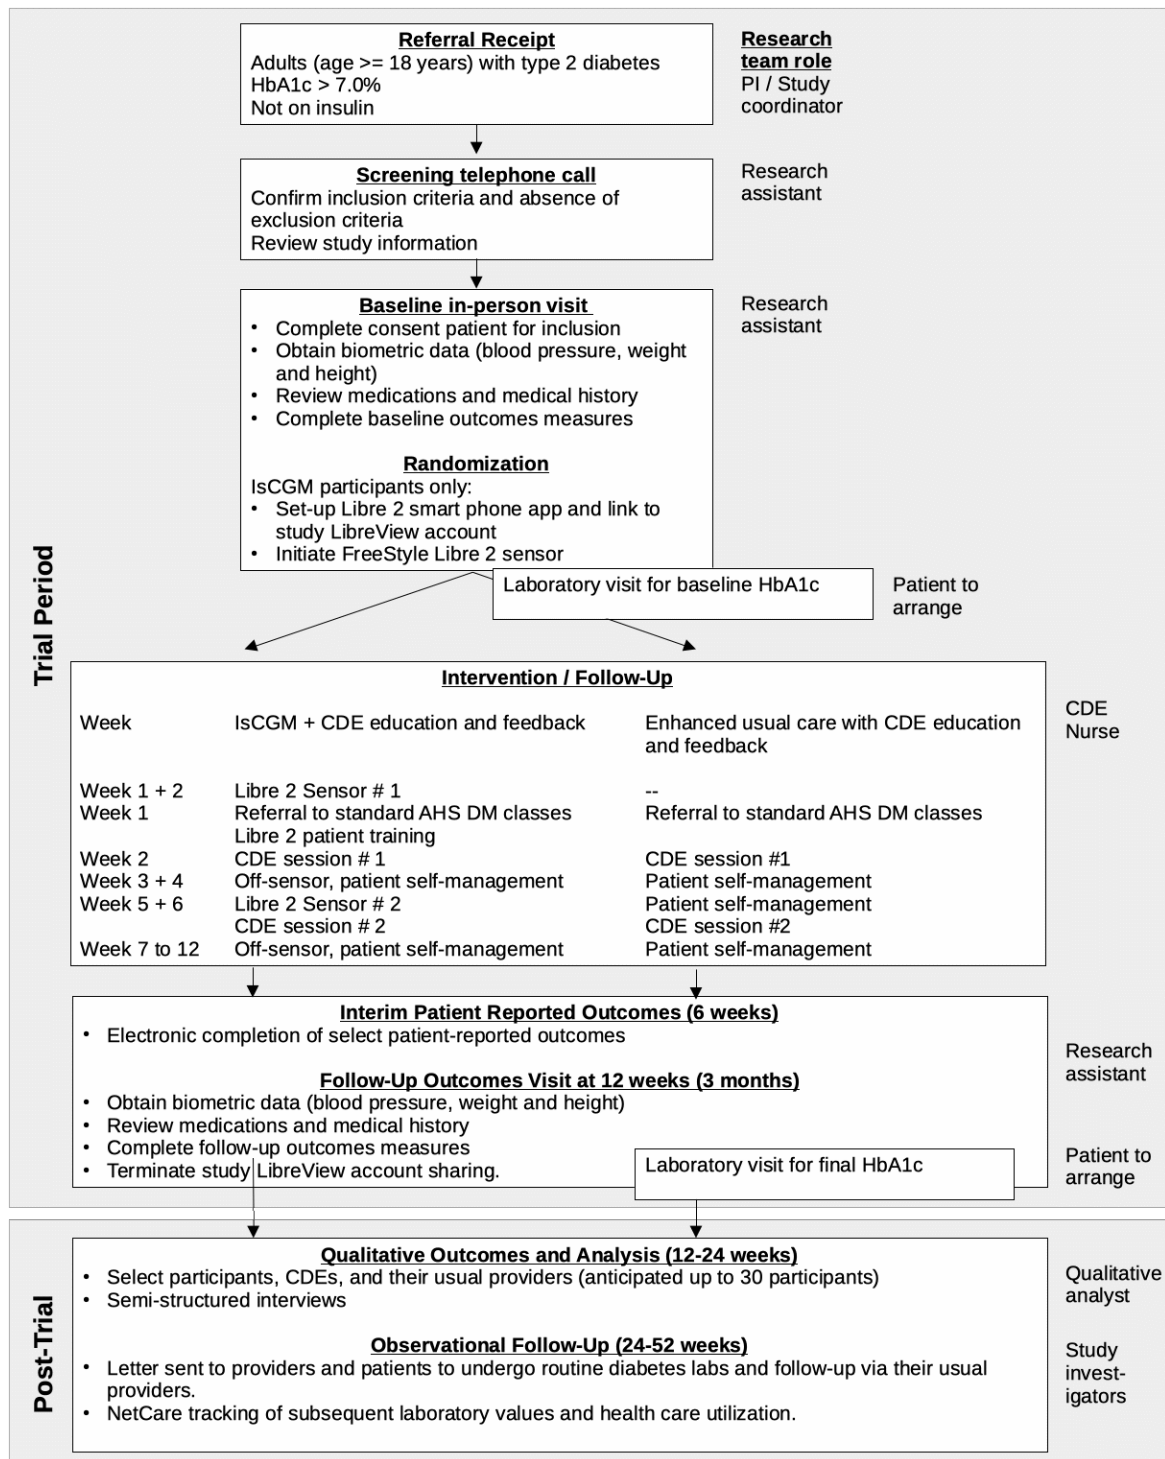 Referral Receipt
Adults (age >= 18 years) with type 2 diabetes
HbA1c > 7.0%
Not on insulin
Research
team role
PI / Study
coordinator
Screening telephone call
Confirm inclusion criteria and absence of
exclusion criteria
Review study information
Research
assistant
Baseline in-person visit
• Complete consent patient for inclusion
• Obtain biometric data (blood pressure, weight
and height)
• Review medications and medical history
• Complete baseline outcomes measures
Research
assistant
Randomization
IsCGM participants only:
• Set-up Libre 2 smart phone app and link to
study LibreView account
• Initiate FreeStyle Libre 2 sensor
Laboratory visit for baseline HbA1c
Patient to
arrange
Trial Period
Intervention / Follow-Up
Week IsCGM + CDE education and feedback Enhanced usual care with CDE education
and feedback
CDE
Nurse
Week 1 + 2 Libre 2 Sensor # 1 --
Week 1 Referral to standard AHS DM classes Referral to standard AHS DM classes
Libre 2 patient training
Week 2 CDE session # 1 CDE session #1
Week 3 + 4 Off-sensor, patient self-management Patient self-management
Week 5 + 6 Libre 2 Sensor # 2 Patient self-management
CDE session # 2 CDE session #2
Week 7 to 12 Off-sensor, patient self-management Patient self-management
Interim Patient Reported Outcomes (6 weeks)
• Electronic completion of select patient-reported outcomes
Research
assistant
Follow-Up Outcomes Visit at 12 weeks (3 months)
• Obtain biometric data (blood pressure, weight and height)
• Review medications and medical history
• Complete follow-up outcomes measures
• Terminate study LibreView account sharing.
Laboratory visit for final HbA1c
Patient to
arrange
Post-Trial
Qualitative Outcomes and Analysis (12-24 weeks)
• Select participants, CDEs, and their usual providers (anticipated up to 30 participants)
• Semi-structured interviews
Qualitative
analyst
Observational Follow-Up (24-52 weeks)
• Letter sent to providers and patients to undergo routine diabetes labs and follow-up via their usual
providers.
• NetCare tracking of subsequent laboratory values and health care utilization.
Study
invest-
igators